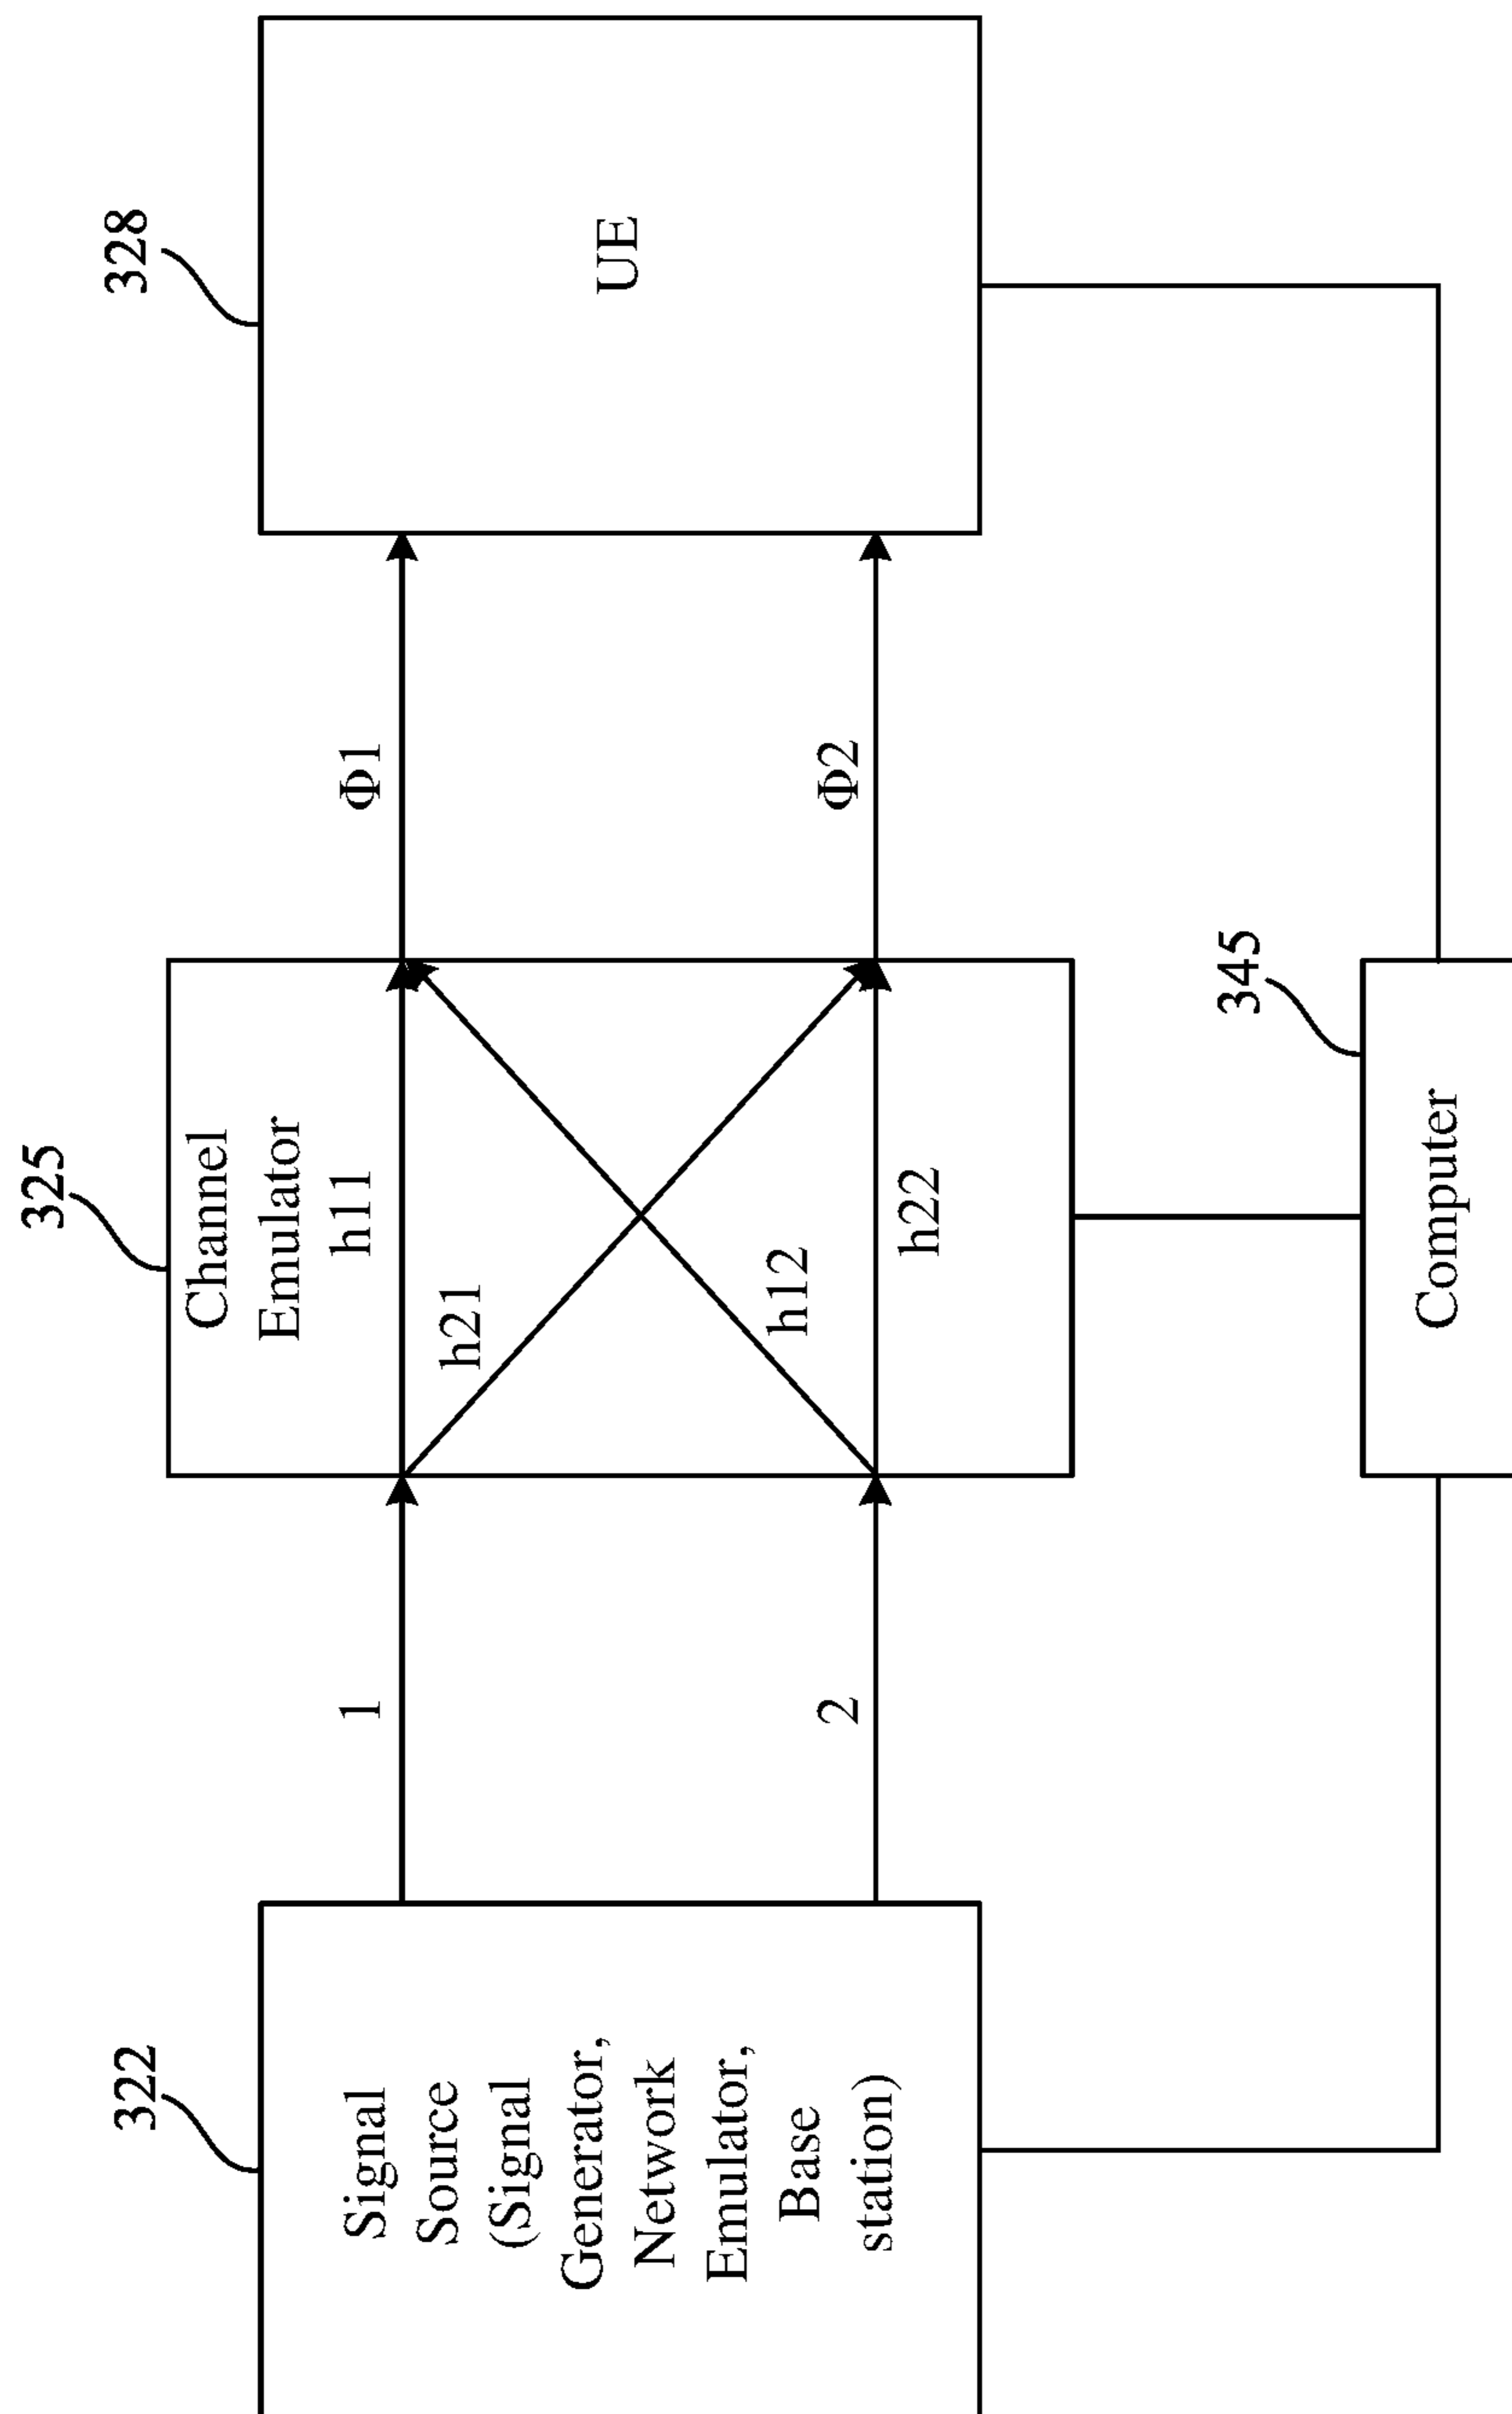 322
Signal
Source
(Signal
Generator,
Network
Emulator,
Base
station)
1
2
325
Channel
Emulator
h11
h21
h12
h22
Φ1
Φ2
328
UE
345
Computer